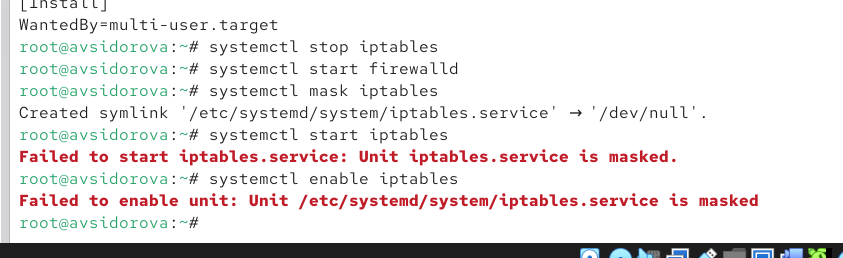 [Install]
WantedBy=multi-user.target
root@avsidorova:~# systemctl stop iptables
root@avsidorova:~# systemctl start firewalld
root@avsidorova:~# systemctl mask iptables
Created symlink '/etc/systemd/system/iptables.service' → '/dev/null'.
root@avsidorova:~# systemctl start iptables
Failed to start iptables.service: Unit iptables.service is masked.
root@avsidorova:~# systemctl enable iptables
Failed to enable unit: Unit /etc/systemd/system/iptables.service is masked
root@avsidorova:~#